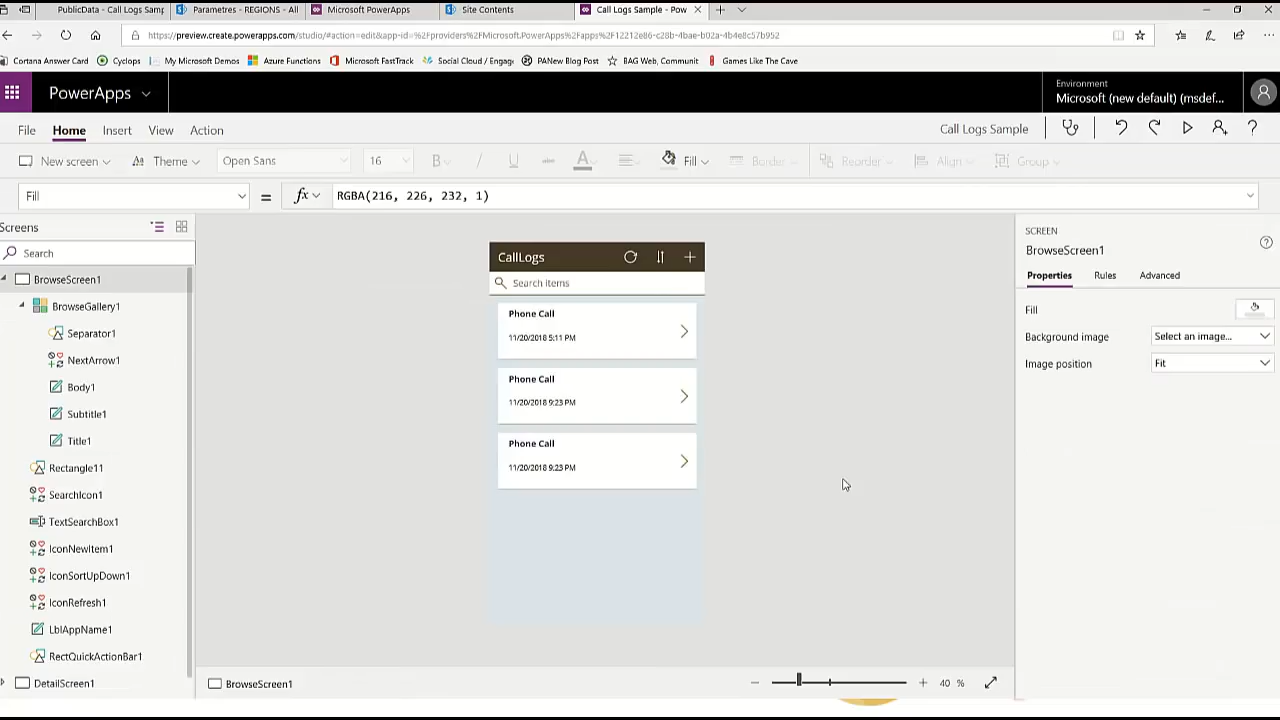 PublicData - Call Logs Samp
Parametres - REGIONS - All
Microsoft PowerApps
Site Contents
Call Logs Sample - Pow
https://preview.create.powerapps.com/studio/#action=edit&app-id=%2Fproviders%2FMicrosoft.PowerApps%2Fapps%2F12212e86-c28b-4bae-b02a-4b4e8c57b952
Cortana Answer Card
Cyclops
My Microsoft Demos
Azure Functions
Microsoft FastTrack
Social Cloud / Engag
PANew Blog Post
BAG Web, Communit
Games Like The Cave
PowerApps
Environment
Microsoft (new default) (msdef...
File Home Insert View Action
Call Logs Sample
New screen
Theme
Open Sans
16
B
Fill
Border
Reorder
Align
Group
Fill
= fx
RGBA(216, 226, 232, 1)
Screens
Search
BrowseScreen1
BrowseGallery1
Separator1
NextArrow1
Body1
Subtitle1
Title1
Rectangle11
SearchIcon1
TextSearchBox1
IconNewItem1
IconSortUpDown1
IconRefresh1
LblAppName1
RectQuickActionBar1
DetailScreen1
CallLogs
Search items
Phone Call
11/20/2018 5:11 PM
Phone Call
11/20/2018 9:23 PM
Phone Call
11/20/2018 9:23 PM
BrowseScreen1
40 %
SCREEN
BrowseScreen1
Properties Rules Advanced
Fill
Background image
Select an image...
Image position
Fit